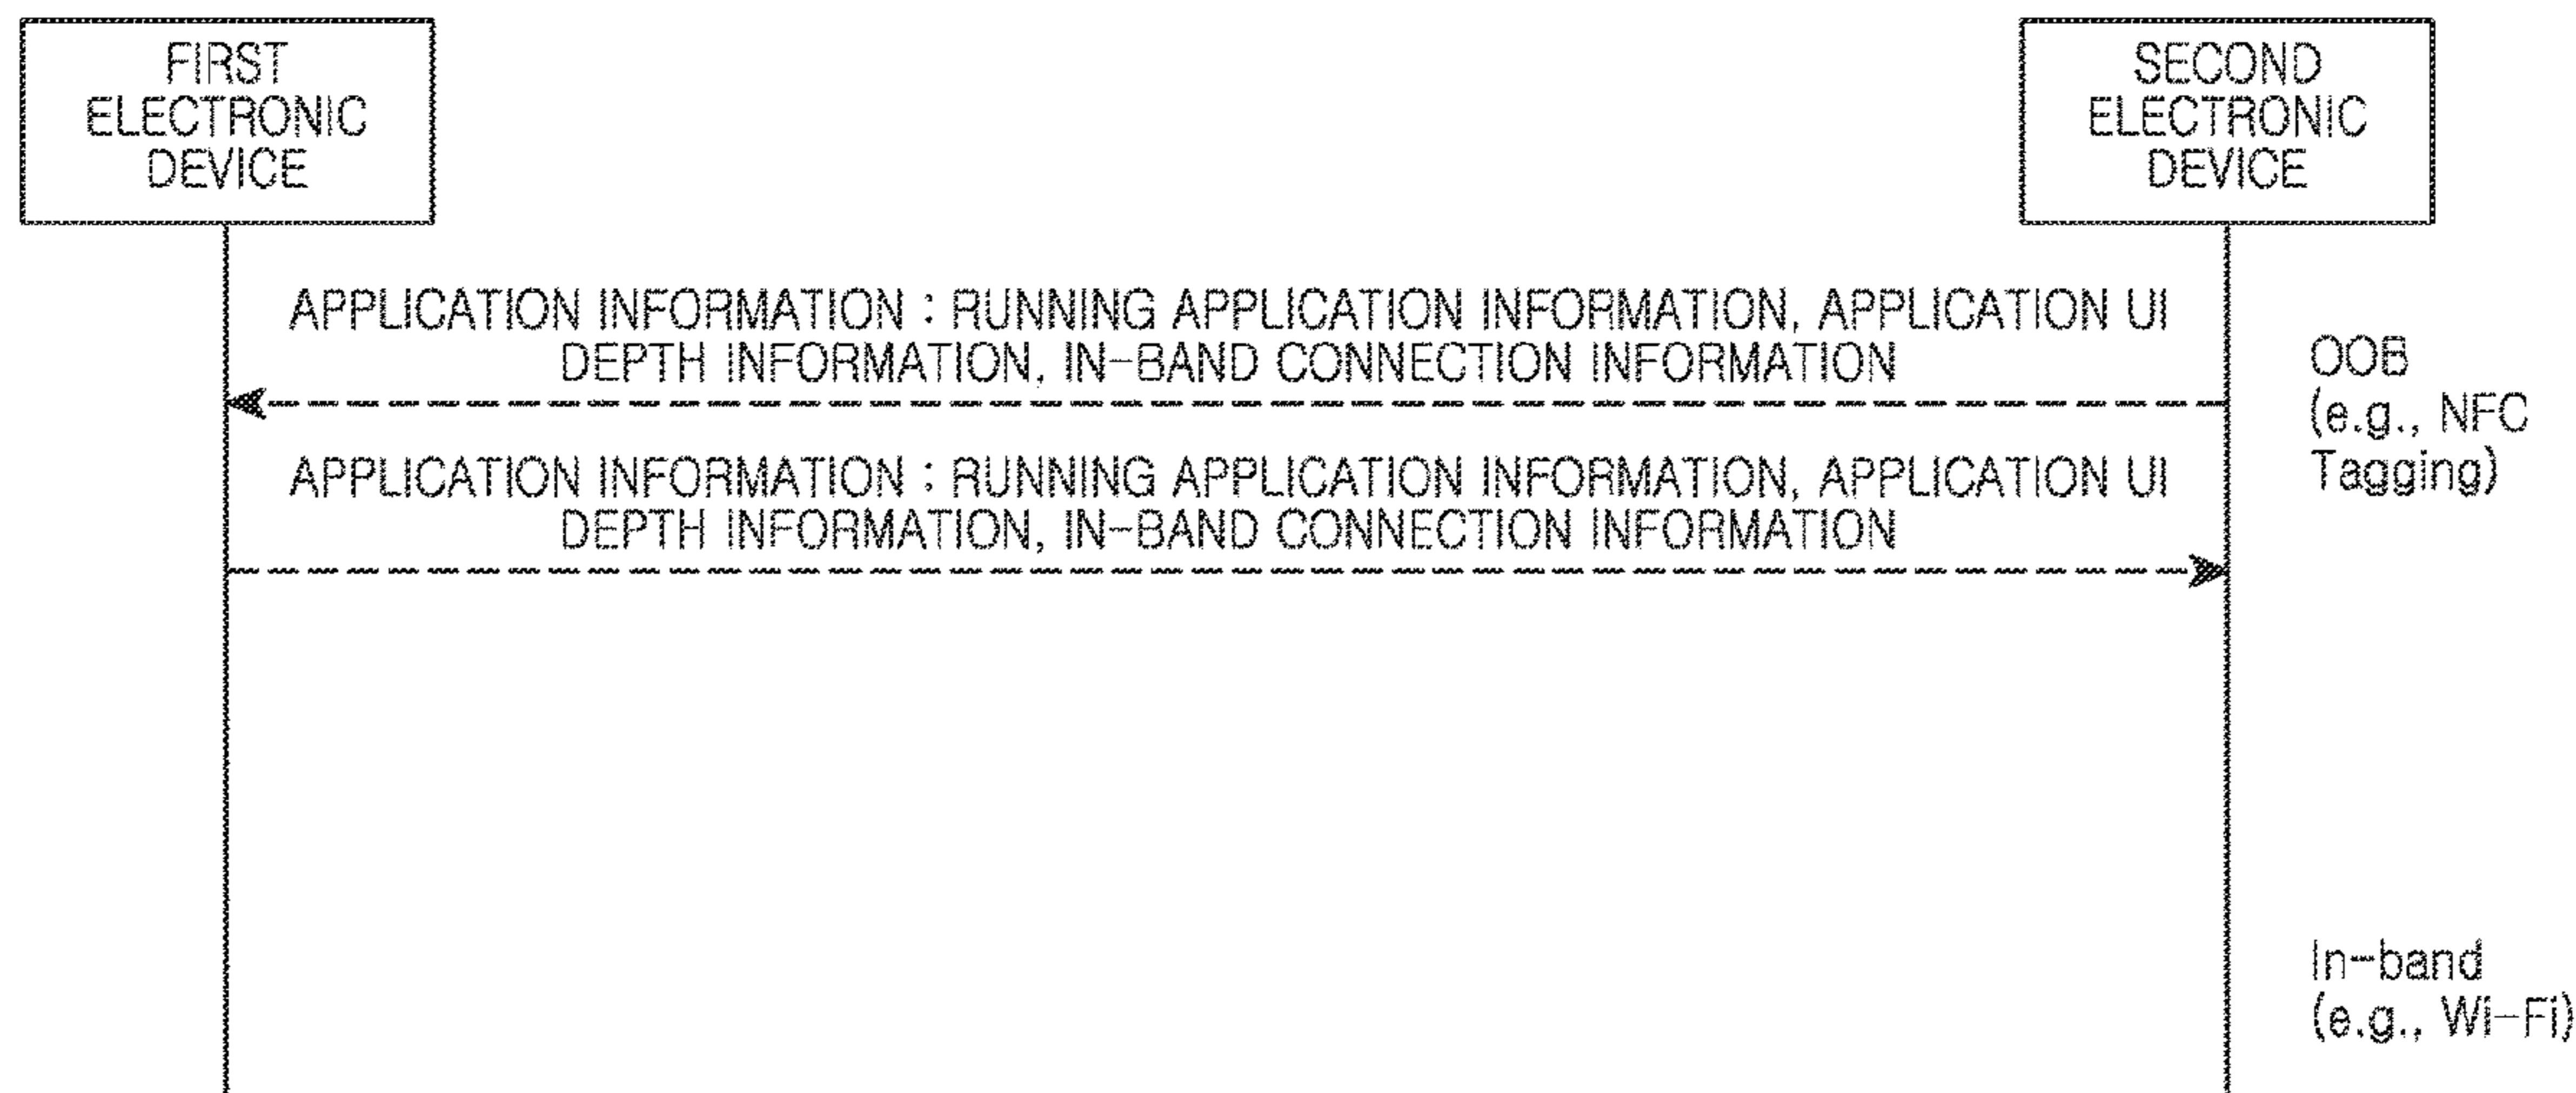 FIRST
ELECTRONIC
DEVICE
SECOND
ELECTRONIC
DEVICE
APPLICATION INFORMATION : RUNNING APPLICATION INFORMATION, APPLICATION UI
DEPTH INFORMATION, IN-BAND CONNECTION INFORMATION
OOB
(e.g., NFC
Tagging)
APPLICATION INFORMATION : RUNNING APPLICATION INFORMATION, APPLICATION UI
DEPTH INFORMATION, IN-BAND CONNECTION INFORMATION
In-band
(e.g., Wi-Fi)